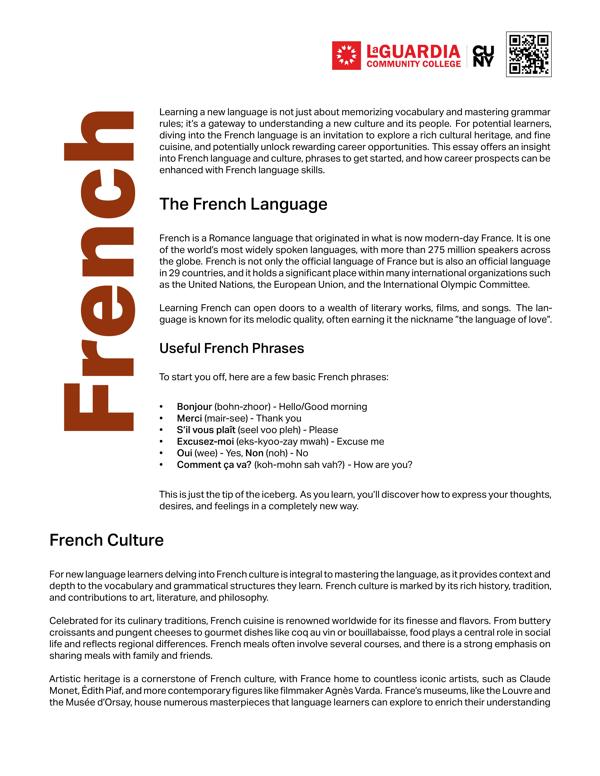 LaGUARDIA
COMMUNITY COLLEGE
CU
NY
French
Learning a new language is not just about memorizing vocabulary and mastering grammar
rules; it's a gateway to understanding a new culture and its people. For potential learners,
diving into the French language is an invitation to explore a rich cultural heritage, and fine
cuisine, and potentially unlock rewarding career opportunities. This essay offers an insight
into French language and culture, phrases to get started, and how career prospects can be
enhanced with French language skills.
The French Language
French is a Romance language that originated in what is now modern-day France. It is one
of the world's most widely spoken languages, with more than 275 million speakers across
the globe. French is not only the official language of France but is also an official language
in 29 countries, and it holds a significant place within many international organizations such
as the United Nations, the European Union, and the International Olympic Committee.
Learning French can open doors to a wealth of literary works, films, and songs. The lan-
guage is known for its melodic quality, often earning it the nickname "the language of love".
Useful French Phrases
To start you off, here are a few basic French phrases:
• Bonjour (bohn-zhoor) - Hello/Good morning
• Merci (mair-see) - Thank you
• S'il vous plaît (seel voo pleh) - Please
• Excusez-moi (eks-kyoo-zay mwah) - Excuse me
• Oui (wee) - Yes, Non (noh) - No
• Comment ça va? (koh-mohn sah vah?) - How are you?
This is just the tip of the iceberg. As you learn, you'll discover how to express your thoughts,
desires, and feelings in a completely new way.
French Culture
For new language learners delving into French culture is integral to mastering the language, as it provides context and
depth to the vocabulary and grammatical structures they learn. French culture is marked by its rich history, tradition,
and contributions to art, literature, and philosophy.
Celebrated for its culinary traditions, French cuisine is renowned worldwide for its finesse and flavors. From buttery
croissants and pungent cheeses to gourmet dishes like coq au vin or bouillabaisse, food plays a central role in social
life and reflects regional differences. French meals often involve several courses, and there is a strong emphasis on
sharing meals with family and friends.
Artistic heritage is a cornerstone of French culture, with France home to countless iconic artists, such as Claude
Monet, Édith Piaf, and more contemporary figures like filmmaker Agnès Varda. France's museums, like the Louvre and
the Musée d'Orsay, house numerous masterpieces that language learners can explore to enrich their understanding